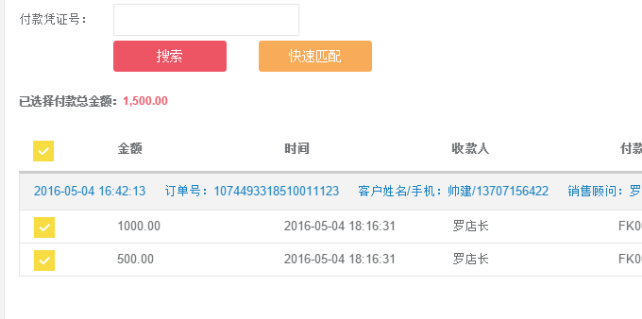 付款凭证号：
搜索 快速匹配
已选择付款总金额：1,500.00
金额 时间 收款人 付款
2016-05-04 16:42:13 订单号：1074493318510011123 客户姓名/手机：帅建/13707156422 销售顾问：罗
1000.00 2016-05-04 18:16:31 罗店长 FK0
500.00 2016-05-04 18:16:31 罗店长 FK0